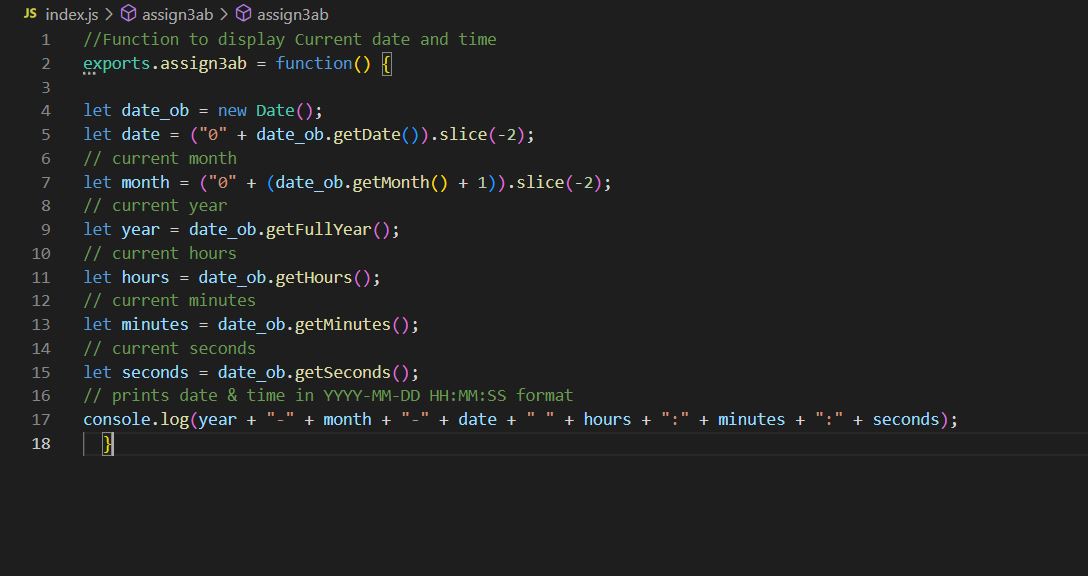 JS index.js > assign3ab > assign3ab
1 //Function to display Current date and time
2 exports.assign3ab = function() {
3
4 let date_ob = new Date();
5 let date = ("0" + date_ob.getDate()).slice(-2);
6 // current month
7 let month = ("0" + (date_ob.getMonth() + 1)).slice(-2);
8 // current year
9 let year = date_ob.getFullYear();
10 // current hours
11 let hours = date_ob.getHours();
12 // current minutes
13 let minutes = date_ob.getMinutes();
14 // current seconds
15 let seconds = date_ob.getSeconds();
16 // prints date & time in YYYY-MM-DD HH:MM:SS format
17 console.log(year + "-" + month + "-" + date + " " + hours + ":" + minutes + ":" + seconds);
18 }